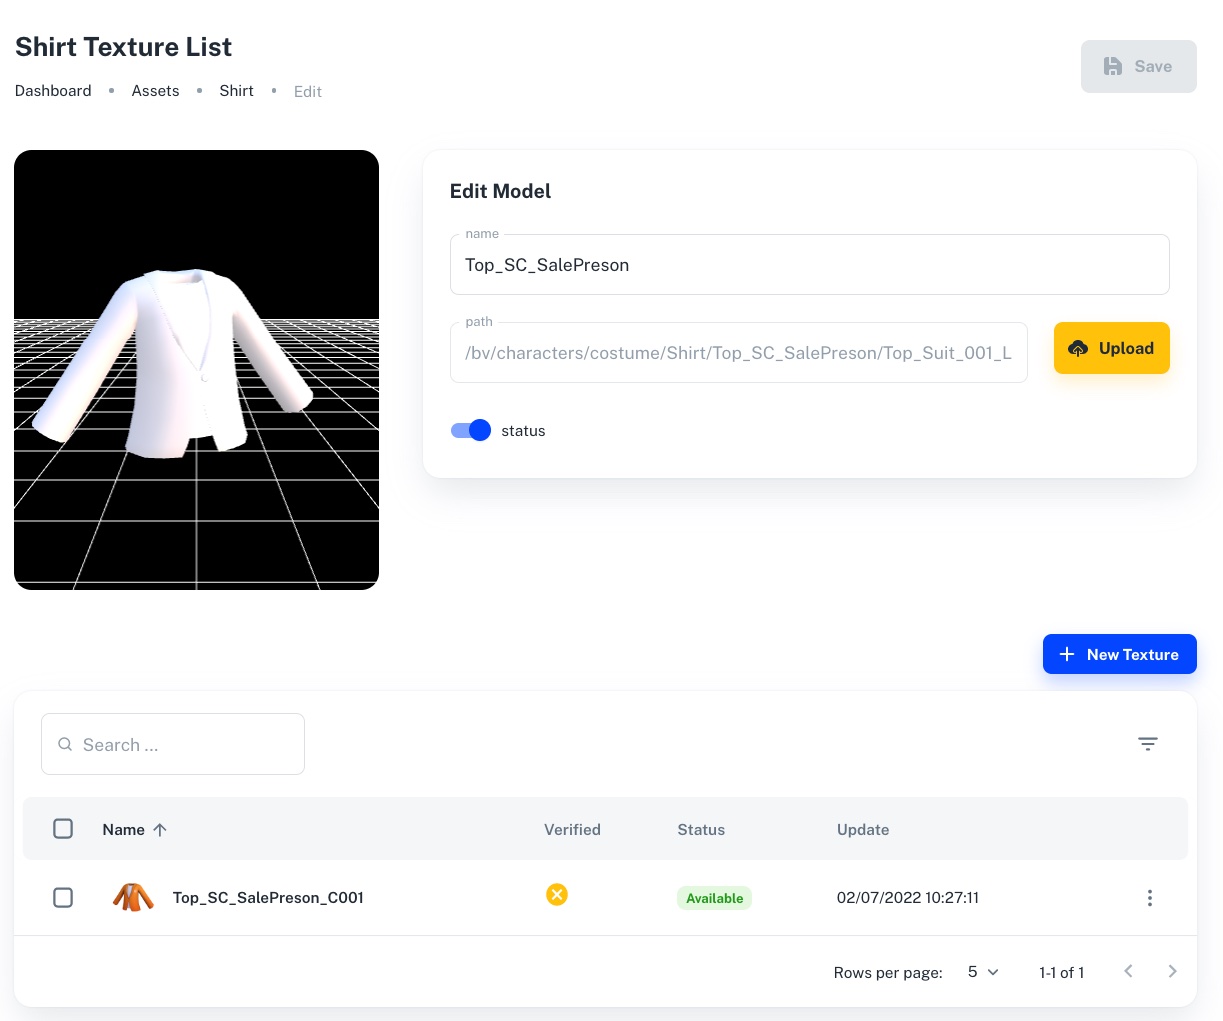 Shirt Texture List
Save
Dashboard • Assets • Shirt • Edit
Edit Model
name
Top_SC_SalePreson
path
/bv/characters/costume/Shirt/Top_SC_SalePreson/Top_Suit_001_L
Upload
status
New Texture
Search ...
Name Verified Status Update
Top_SC_SalePreson_C001 Available 02/07/2022 10:27:11
Rows per page: 5 1-1 of 1